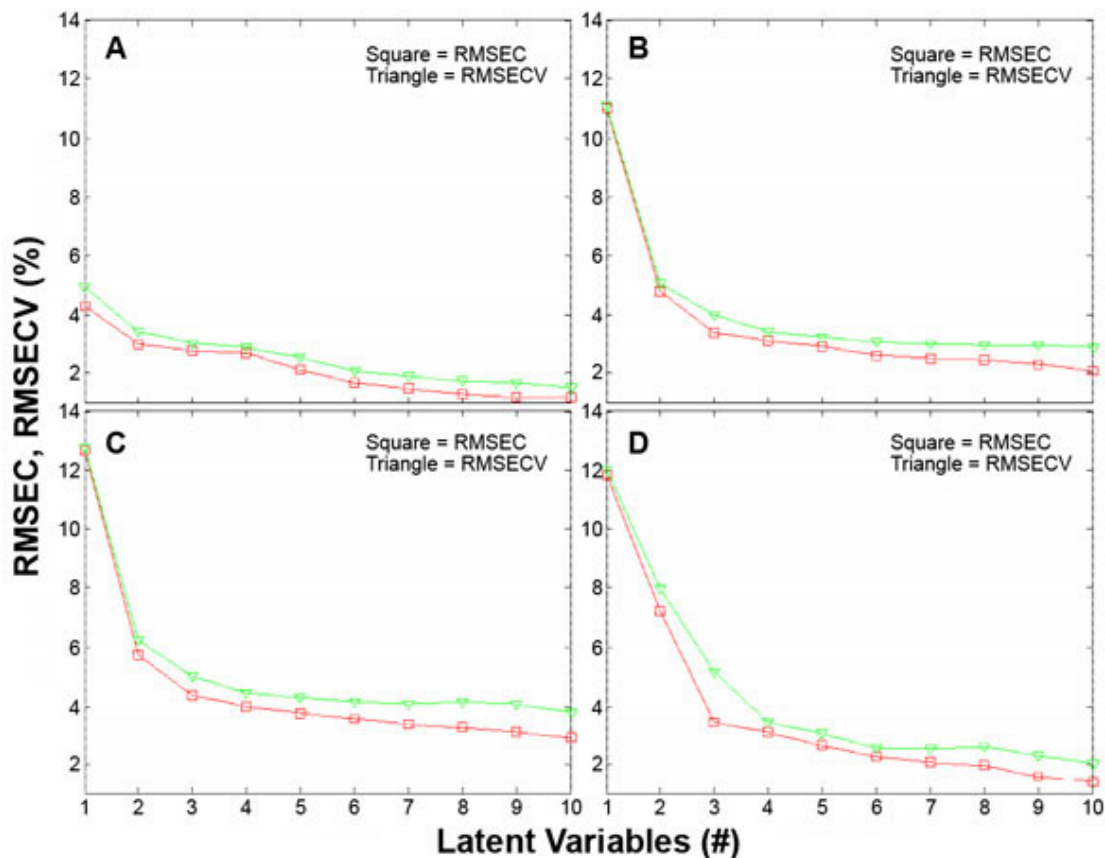 14
A
Square = RMSEC
Triangle = RMSECV
12
10
8
6
4
2
14
B
Square = RMSEC
Triangle = RMSECV
12
10
8
6
4
2
RMSEC, RMSECV (%)
14
C
Square = RMSEC
Triangle = RMSECV
12
10
8
6
4
2
1 2 3 4 5 6 7 8 9 10
14
D
Square = RMSEC
Triangle = RMSECV
12
10
8
6
4
2
1 2 3 4 5 6 7 8 9 10
Latent Variables (#)